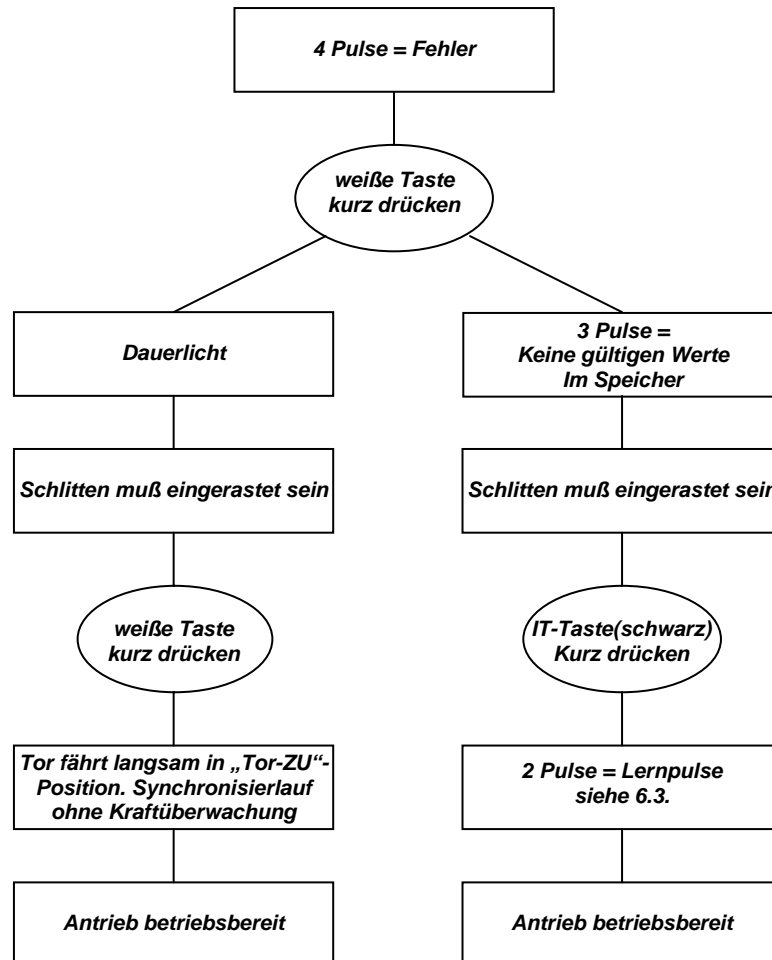 4 Pulse = Fehler
weiße Taste
kurz drücken
Dauerlicht
3 Pulse =
Keine gültigen Werte
Im Speicher
Schlitten muß eingerastet sein
Schlitten muß eingerastet sein
weiße Taste
kurz drücken
IT-Taste(schwarz)
Kurz drücken
Tor fährt langsam in „Tor-ZU“-
Position. Synchronisierlauf
ohne Kraftüberwachung
2 Pulse = Lernpulse
siehe 6.3.
Antrieb betriebsbereit
Antrieb betriebsbereit